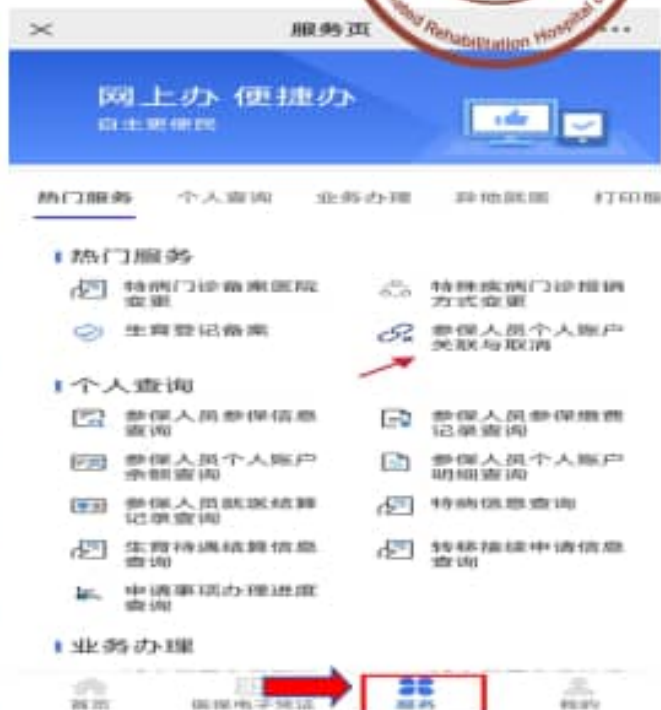 ated Rehabilitation Hospital
服务页
网上办 便捷办
自主更便民
热门服务 个人查询 业务办理 异地就医 打印服
热门服务
特病门诊备案医院
变更
特殊疾病门诊报销
方式变更
生育登记备案
参保人员个人账户
关联与取消
个人查询
参保人员参保信息
查询
参保人员参保缴费
记录查询
参保人员个人账户
余额查询
参保人员个人账户
明细查询
参保人员就医结算
记录查询
特病信息查询
生育待遇结算信息
查询
转移接续申请信息
查询
申请事项办理进度
查询
业务办理
首页
医保电子凭证
服务
我的